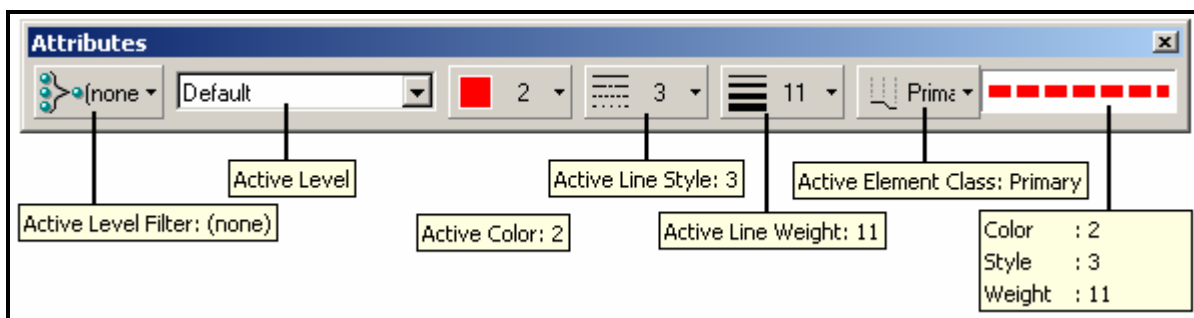 Attributes
(none Default 2 3 11 Prima
Active Level
Active Line Style: 3
Active Element Class: Primary
Active Level Filter: (none)
Active Color: 2
Active Line Weight: 11
Color : 2
Style : 3
Weight : 11